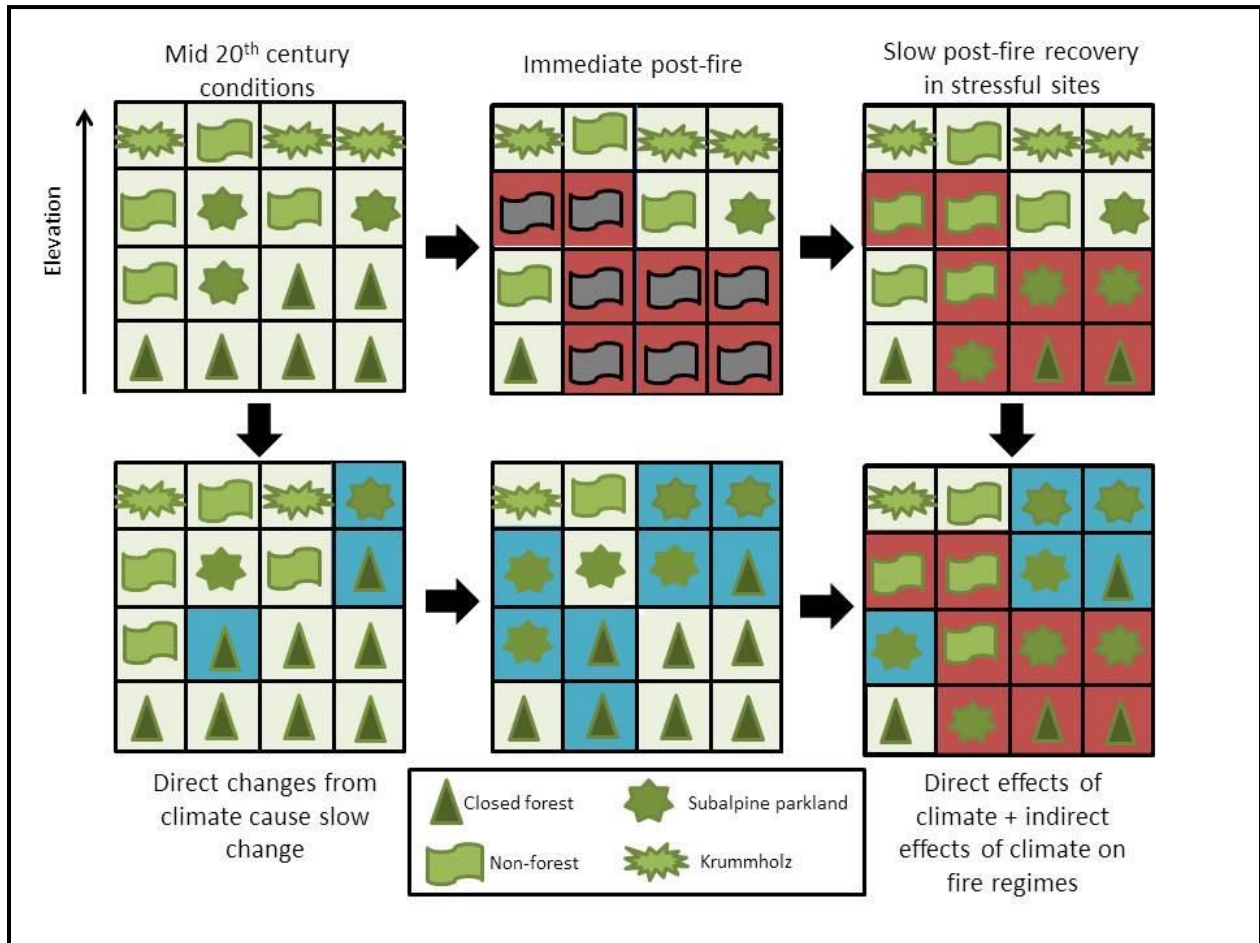 Mid 20th century
conditions
Immediate post-fire
Slow post-fire recovery
in stressful sites
Elevation
Direct changes from
climate cause slow
change
Closed forest
Subalpine parkland
Non-forest
Krummholz
Direct effects of
climate + indirect
effects of climate on
fire regimes